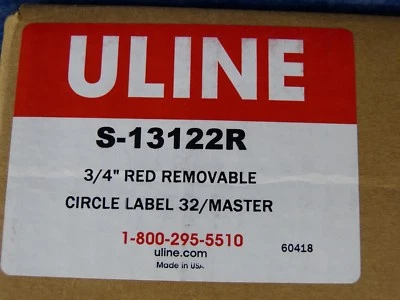 ULINE
S-13122R
3/4" RED REMOVABLE
CIRCLE LABEL 32/MASTER
1-800-295-5510
uline.com
60418
Made in USA